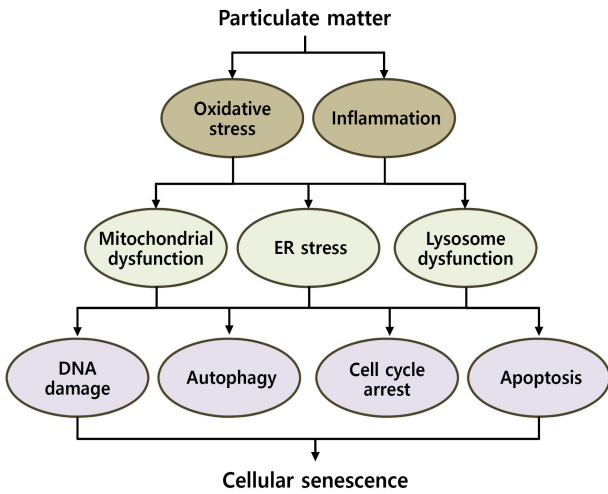 Particulate matter
Oxidative
stress
Inflammation
Mitochondrial
dysfunction
ER stress
Lysosome
dysfunction
DNA
damage
Autophagy
Cell cycle
arrest
Apoptosis
Cellular senescence